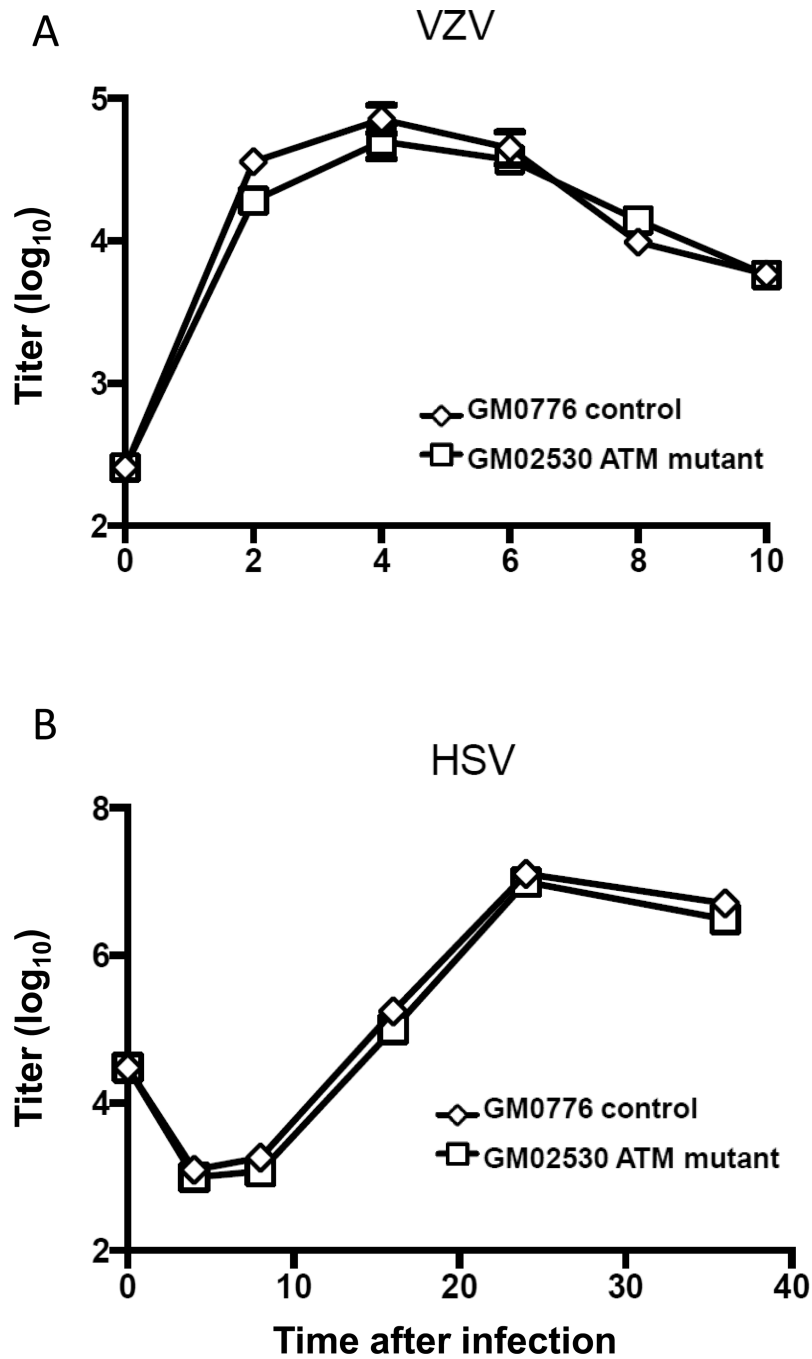 A
VZV
Titer (log₁₀)
5
4
3
2
0 2 4 6 8 10
GM0776 control
GM02530 ATM mutant
B
HSV
Titer (log₁₀)
8
6
4
2
0 10 20 30 40
GM0776 control
GM02530 ATM mutant
Time after infection